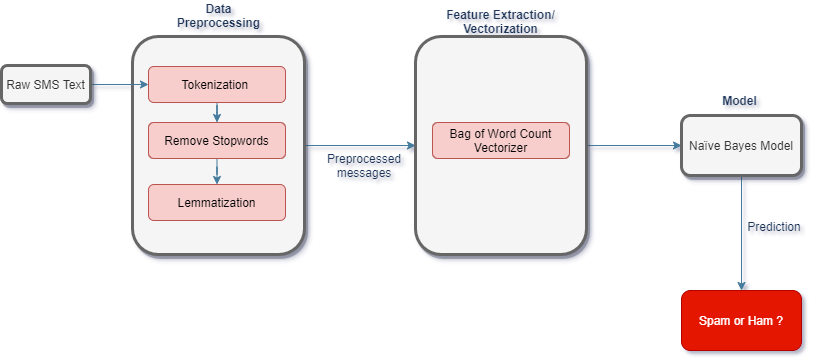 Data
Preprocessing
Feature Extraction/
Vectorization
Raw SMS Text
Tokenization
Model
Bag of Word Count
Vectorizer
Remove Stopwords
Naïve Bayes Model
Preprocessed
messages
Lemmatization
Prediction
Spam or Ham ?